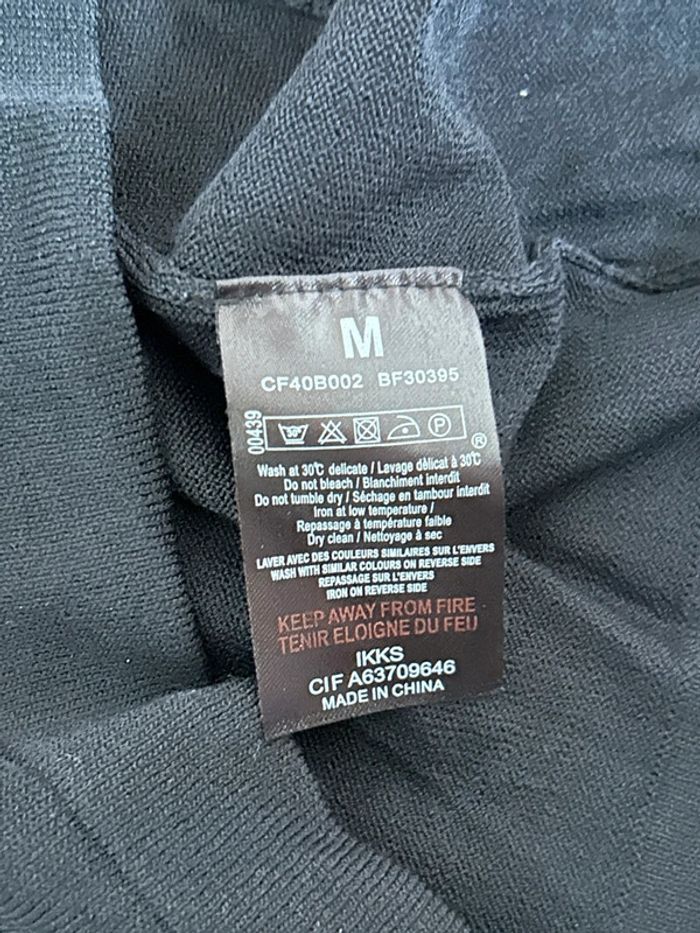 M
CF40B002 BF30395
00439
30°
P
®
Wash at 30℃ delicate / Lavage délicat à 30℃
Do not bleach / Blanchiment interdit
Do not tumble dry / Séchage en tambour interdit
Iron at low temperature /
Repassage à température faible
Dry clean / Nettoyage à sec
LAVER AVEC DES COULEURS SIMILAIRES SUR L'ENVERS
WASH WITH SIMILAR COLOURS ON REVERSE SIDE
REPASSAGE SUR L'ENVERS
IRON ON REVERSE SIDE
KEEP AWAY FROM FIRE
TENIR ELOIGNE DU FEU
IKKS
CIF A63709646
MADE IN CHINA